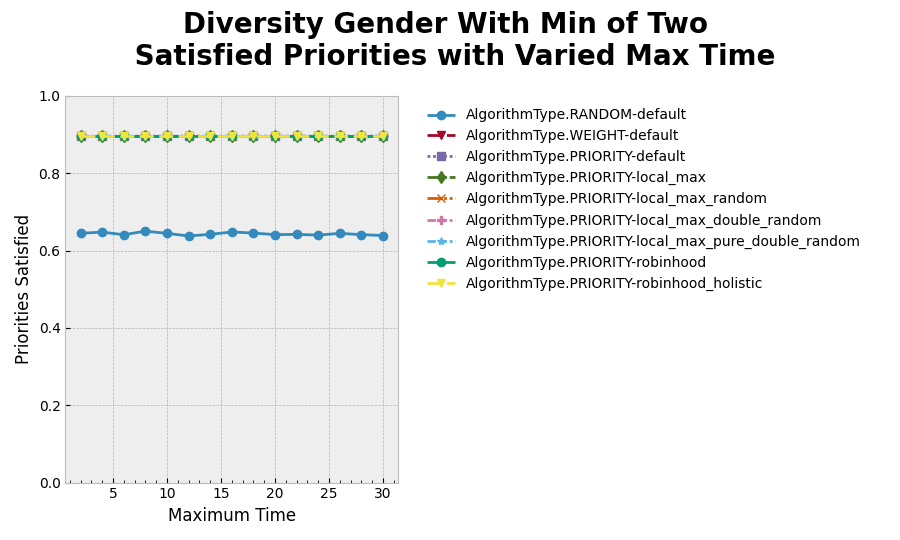 Diversity Gender With Min of Two
Satisfied Priorities with Varied Max Time
1.0
0.8
0.6
0.4
0.2
0.0
Priorities Satisfied
5 10 15 20 25 30
Maximum Time
AlgorithmType.RANDOM-default
AlgorithmType.WEIGHT-default
AlgorithmType.PRIORITY-default
AlgorithmType.PRIORITY-local_max
AlgorithmType.PRIORITY-local_max_random
AlgorithmType.PRIORITY-local_max_double_random
AlgorithmType.PRIORITY-local_max_pure_double_random
AlgorithmType.PRIORITY-robinhood
AlgorithmType.PRIORITY-robinhood_holistic